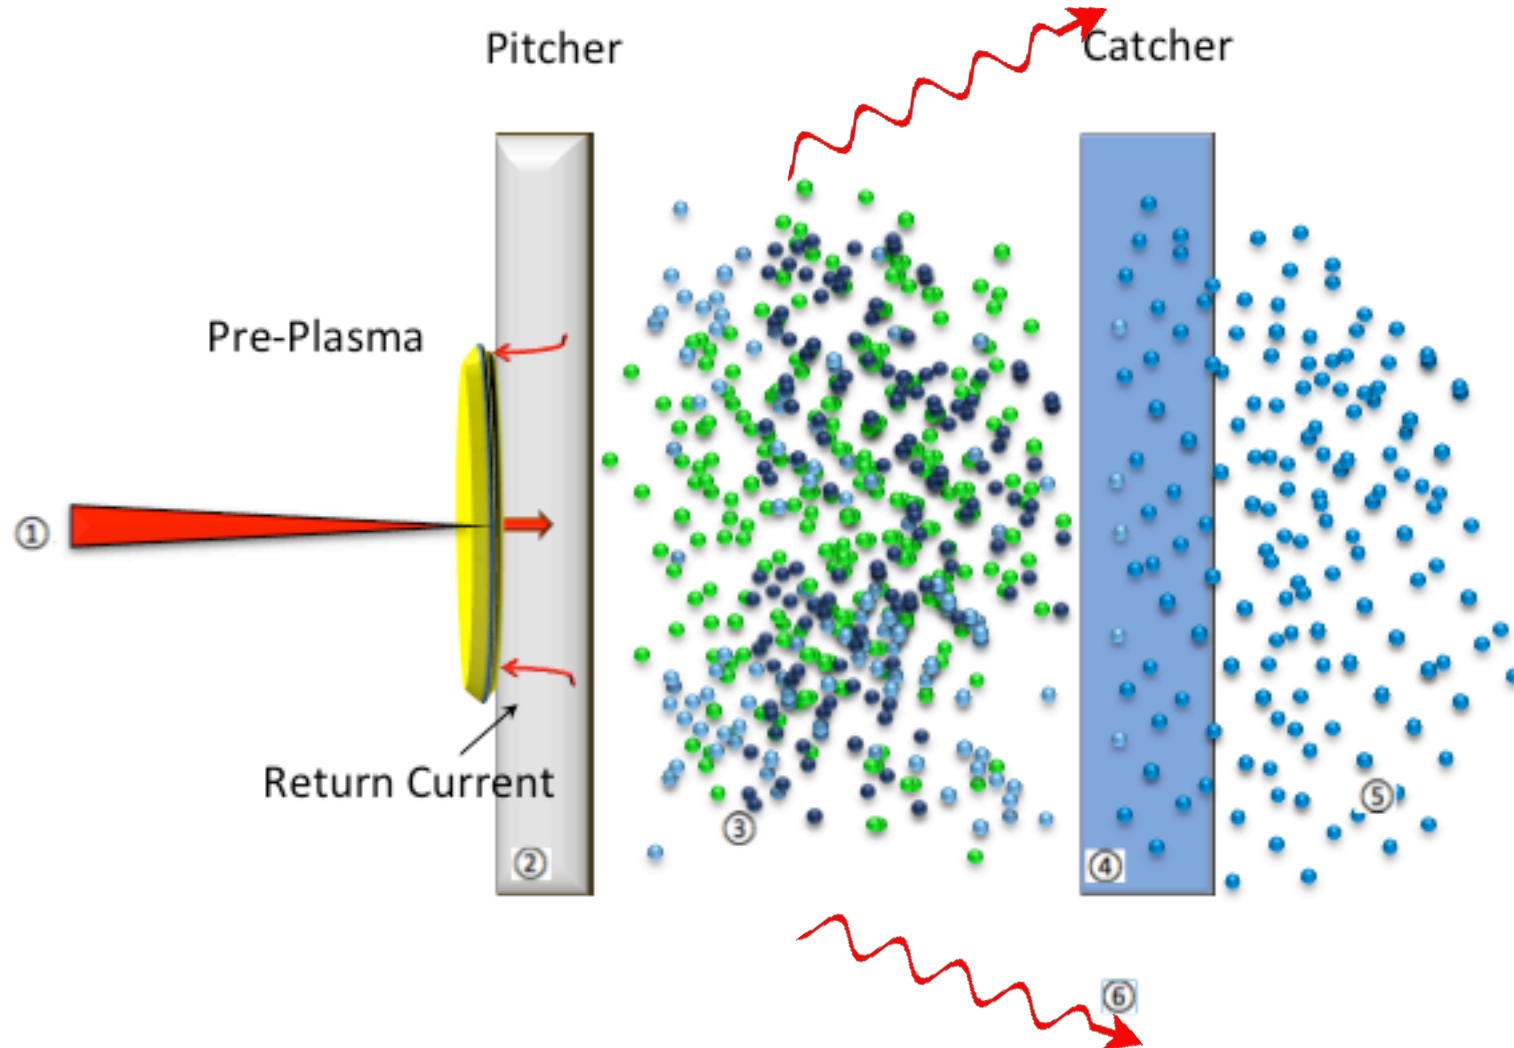 Pitcher
Catcher
Pre-Plasma
①
Return Current
②
③
④
⑤
⑥